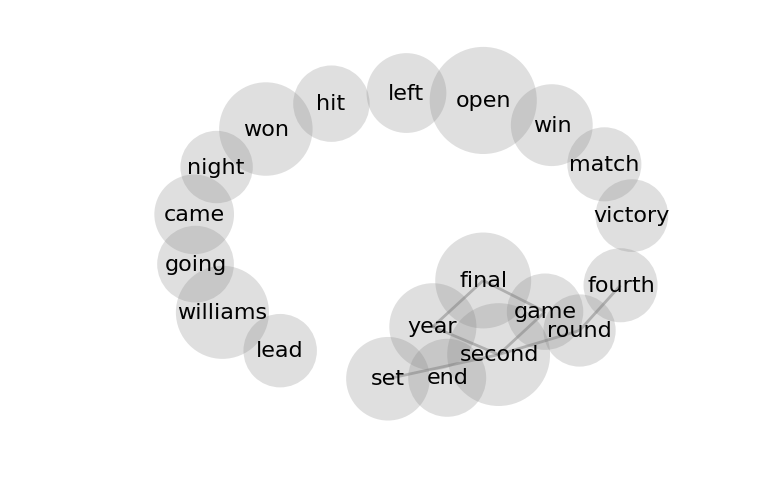 left
open
hit
win
won
match
night
came
victory
going
final
fourth
williams
game
year
round
lead
second
set
end